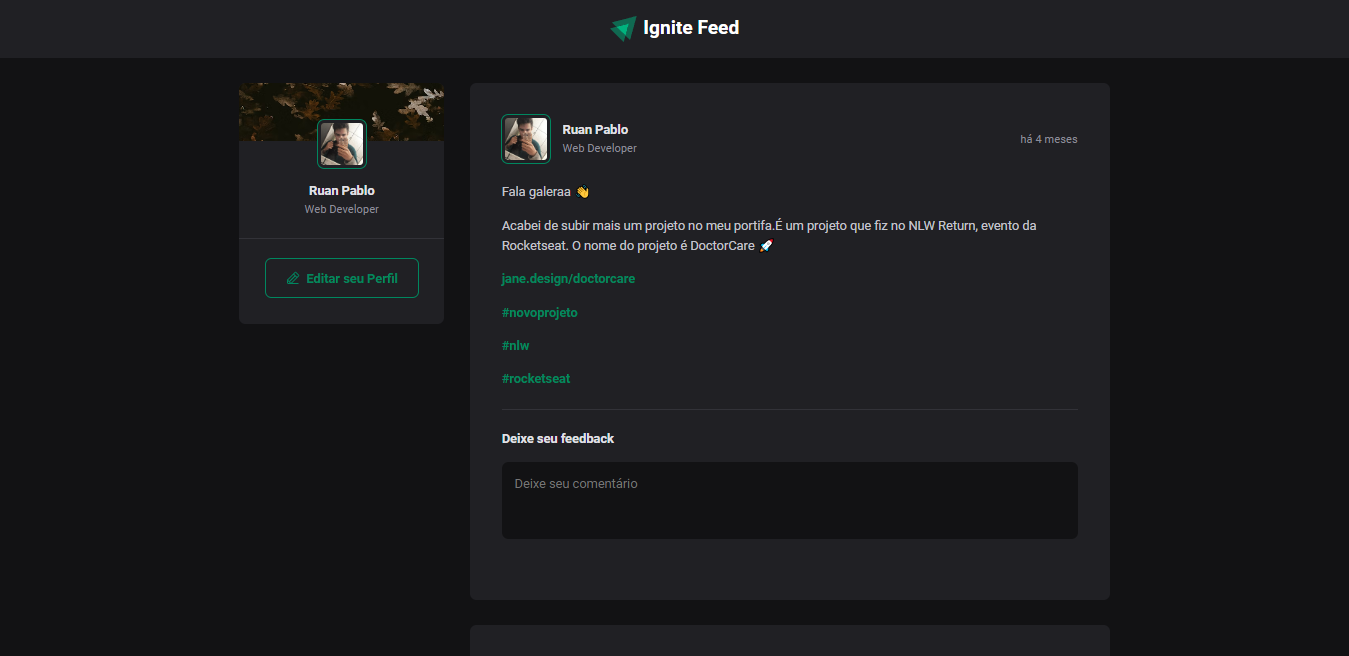 Ignite Feed
Ruan Pablo
Web Developer
Editar seu Perfil
Ruan Pablo
Web Developer
há 4 meses
Fala galeraa 👋
Acabei de subir mais um projeto no meu portifa.É um projeto que fiz no NLW Return, evento da
Rocketseat. O nome do projeto é DoctorCare 🚀
jane.design/doctorcare
#novoprojeto
#nlw
#rocketseat
Deixe seu feedback
Deixe seu comentário